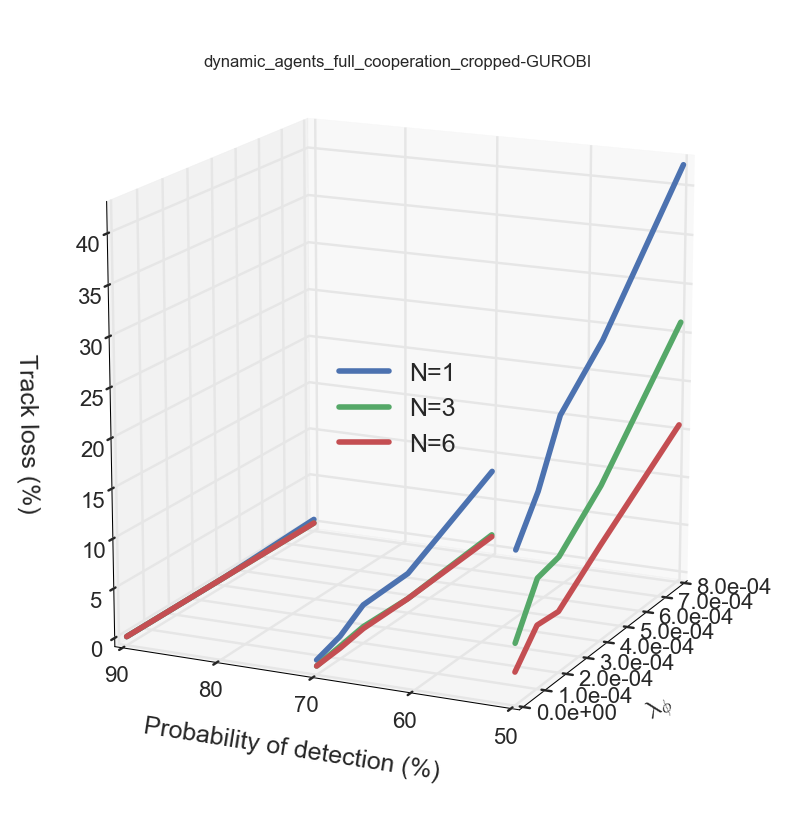 dynamic_agents_full_cooperation_cropped-GUROBI
40
35
30
25
20
15
10
5
0
Track loss (%)
N=1
N=3
N=6
90
80
70
60
50
Probability of detection (%)
8.0e-04
7.0e-04
6.0e-04
5.0e-04
4.0e-04
3.0e-04
2.0e-04
1.0e-04
0.0e+00
λϕ